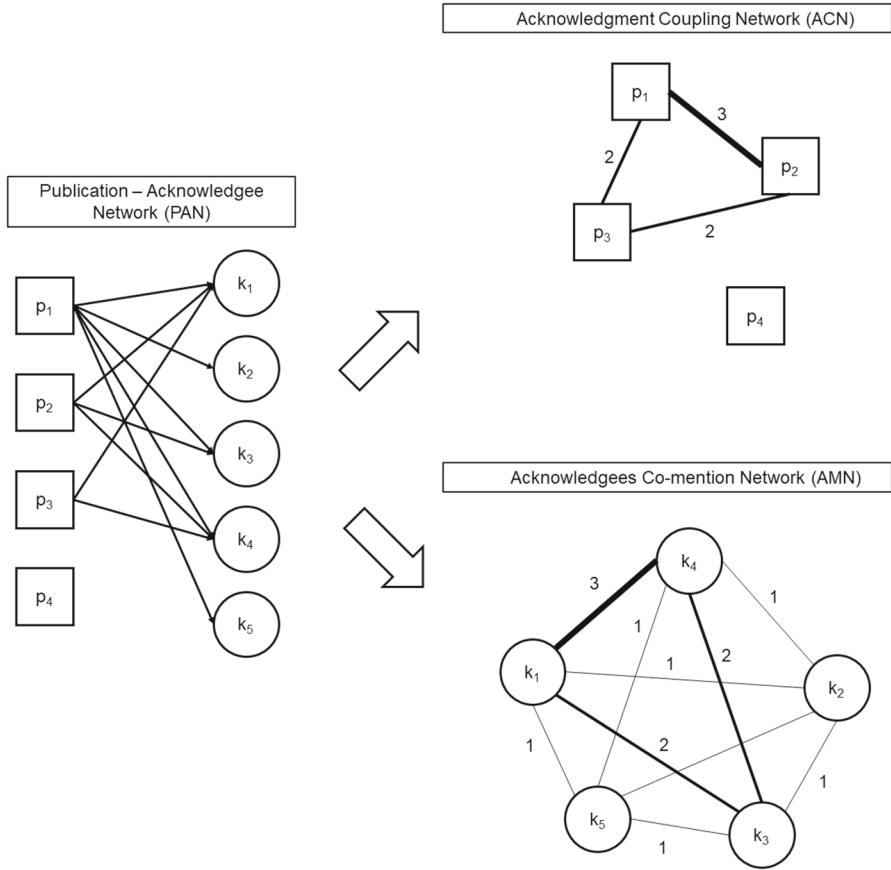 Acknowledgment Coupling Network (ACN)
p1
3
2
p2
p3
2
p4
Publication – Acknowledgee
Network (PAN)
p1
p2
p3
p4
k1
k2
k3
k4
k5
Acknowledgees Co-mention Network (AMN)
k4
3
1
1
2
1
k1
k2
2
1
1
k5
k3
1